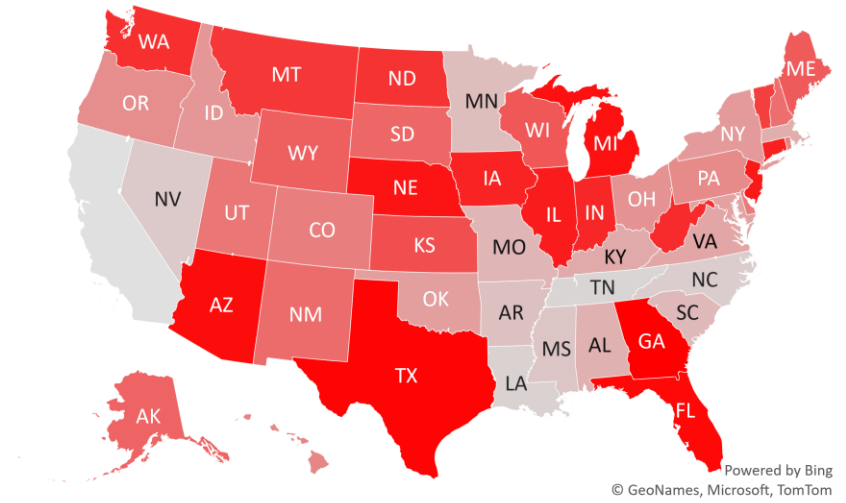 WA
MT
ND
MN
ME
OR
ID
SD
WI
MI
NY
WY
NE
IA
PA
NV
UT
CO
IL
IN
OH
KS
MO
KY
VA
AZ
NM
OK
AR
TN
NC
MS
AL
GA
SC
TX
LA
FL
AK
Powered by Bing
© GeoNames, Microsoft, TomTom